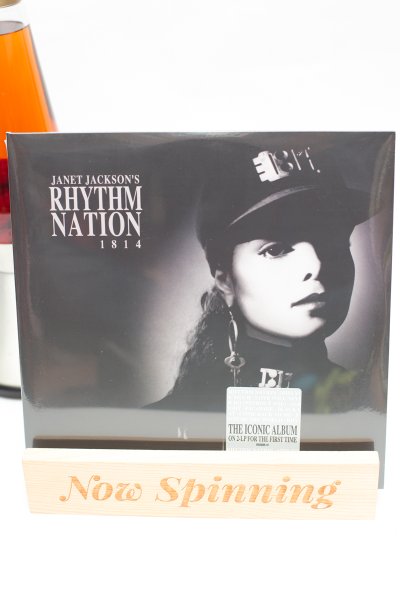 JANET JACKSON'S
RHYTHM
NATION
1814
THE ICONIC ALBUM
ON 2-LP FOR THE FIRST TIME
Now Spinning